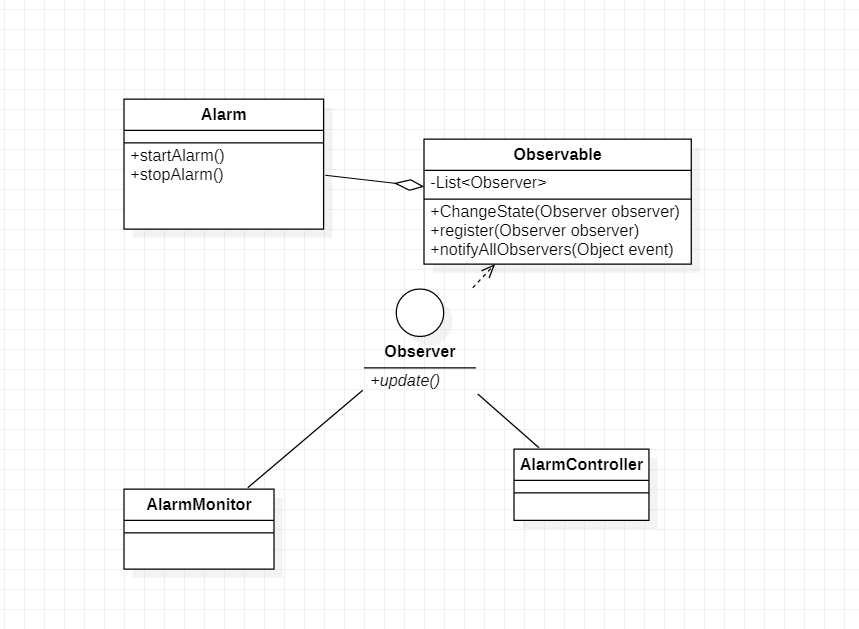 Alarm
+startAlarm()
+stopAlarm()
Observable
-List<Observer>
+ChangeState(Observer observer)
+register(Observer observer)
+notifyAllObservers(Object event)
Observer
+update()
AlarmController
AlarmMonitor